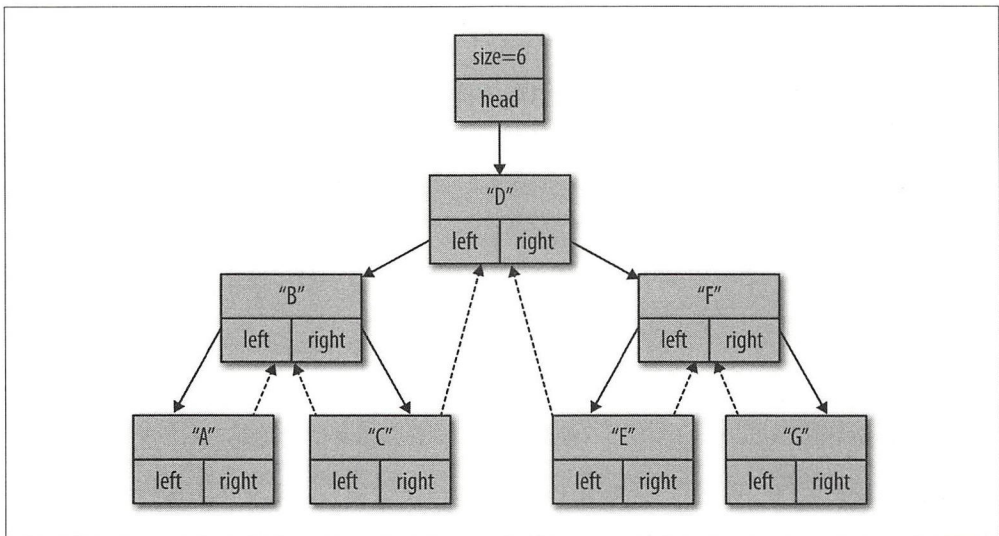 size=6
head
“D”
left right
“B”
left right
“F”
left right
“A”
left right
“C”
left right
“E”
left right
“G”
left right